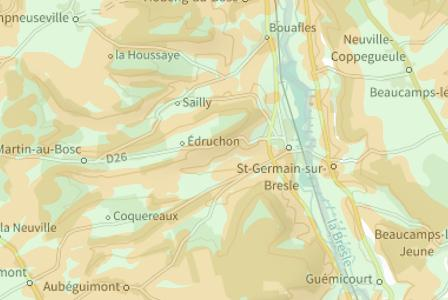 Bouafles
mpneuseville
Neuville-
Coppegueule
la Houssaye
Beaucamps-le
Sailly
Édruchon
Martin-au-Bosc
D26
St-Germain-sur-
Bresle
Coquereaux
la Neuville
la Bresle
Beaucamps-l
Jeune
mont
Aubéguimont
Guémicourt